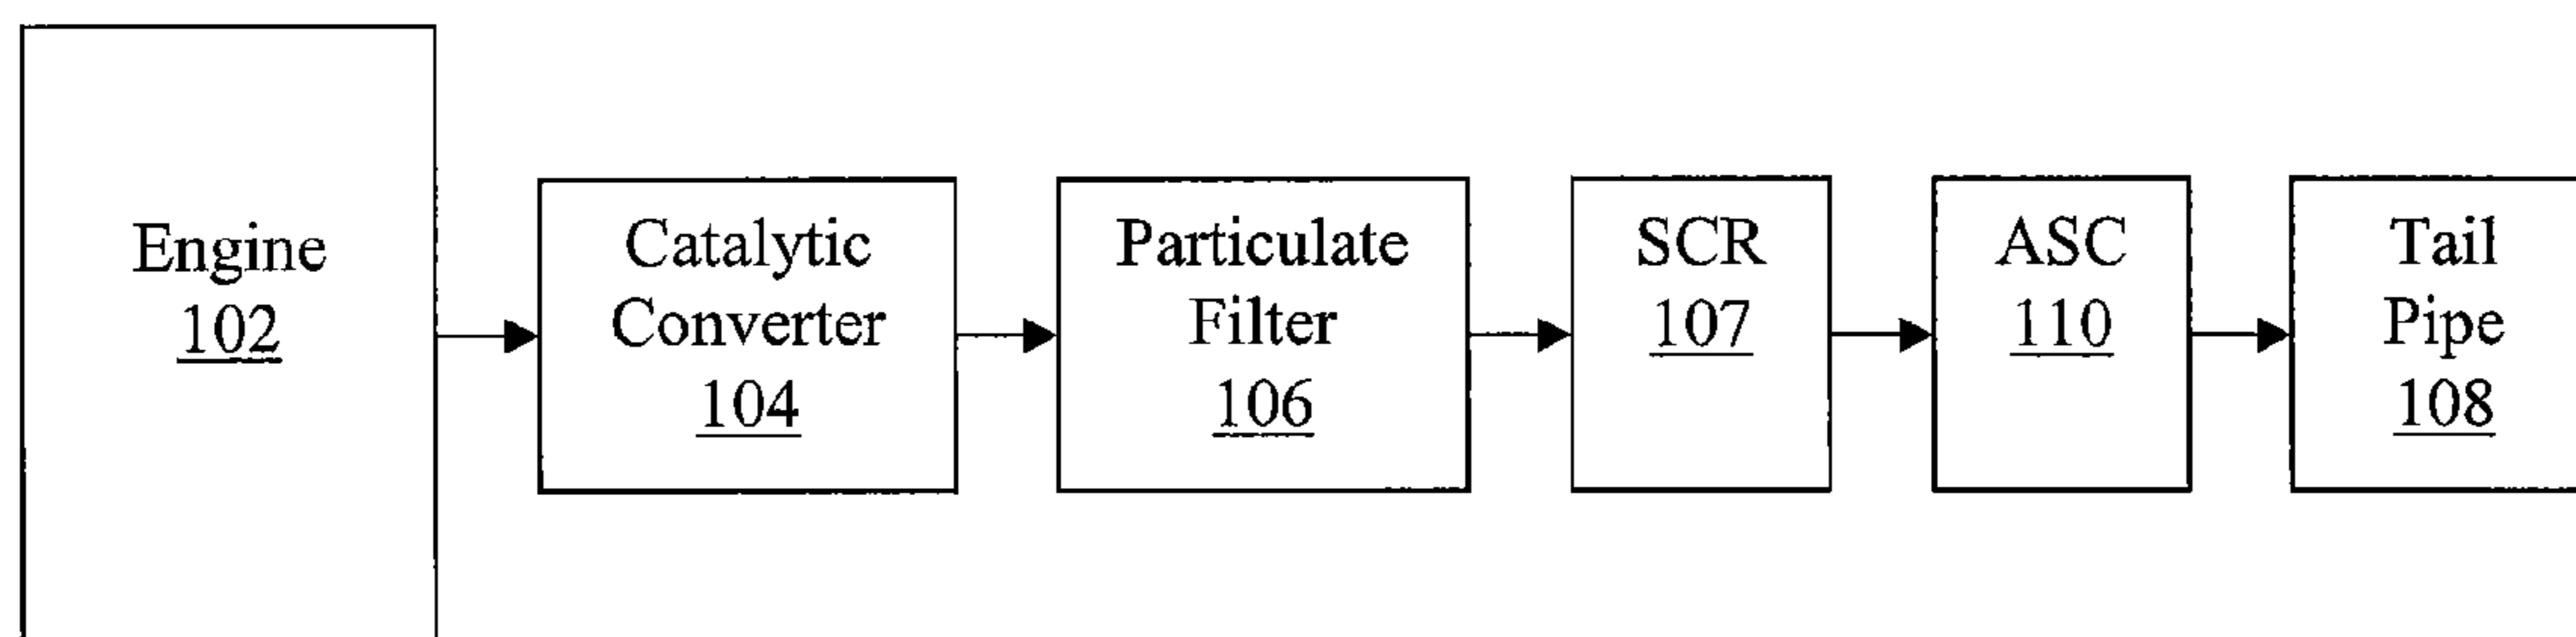 Engine
102
Catalytic
Converter
104
Particulate
Filter
106
SCR
107
ASC
110
Tail
Pipe
108